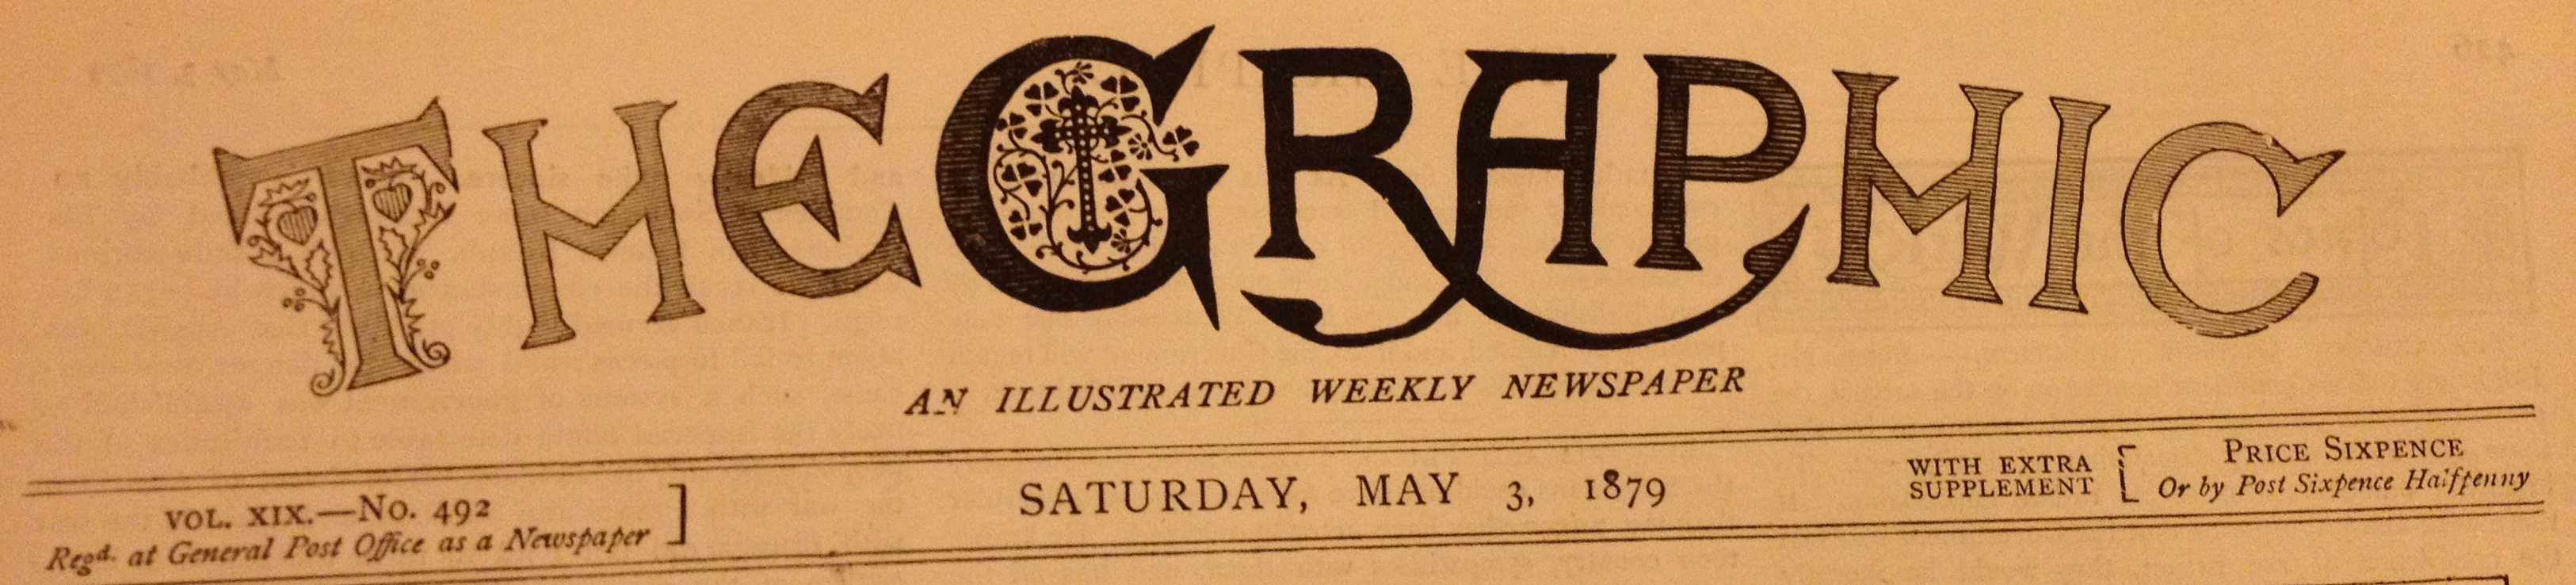 THE GRAPHIC
AN ILLUSTRATED WEEKLY NEWSPAPER
VOL. XIX.—No. 492
Regd. at General Post Office as a Newspaper
SATURDAY, MAY 3, 1879
WITH EXTRA
SUPPLEMENT
PRICE SIXPENCE
Or by Post Sixpence Halfpenny